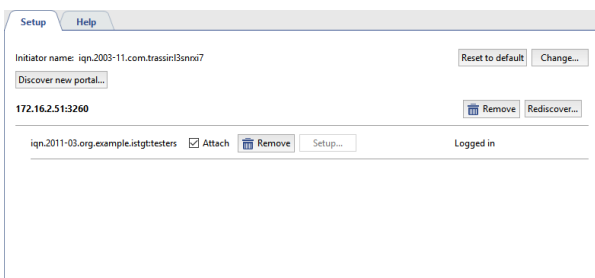 Setup Help
Initiator name: iqn.2003-11.com.trassir:l3snrxi7 Reset to default Change...
Discover new portal...
172.16.2.51:3260 Remove Rediscover...
iqn.2011-03.org.example.istgt:testers Attach Remove Setup... Logged in